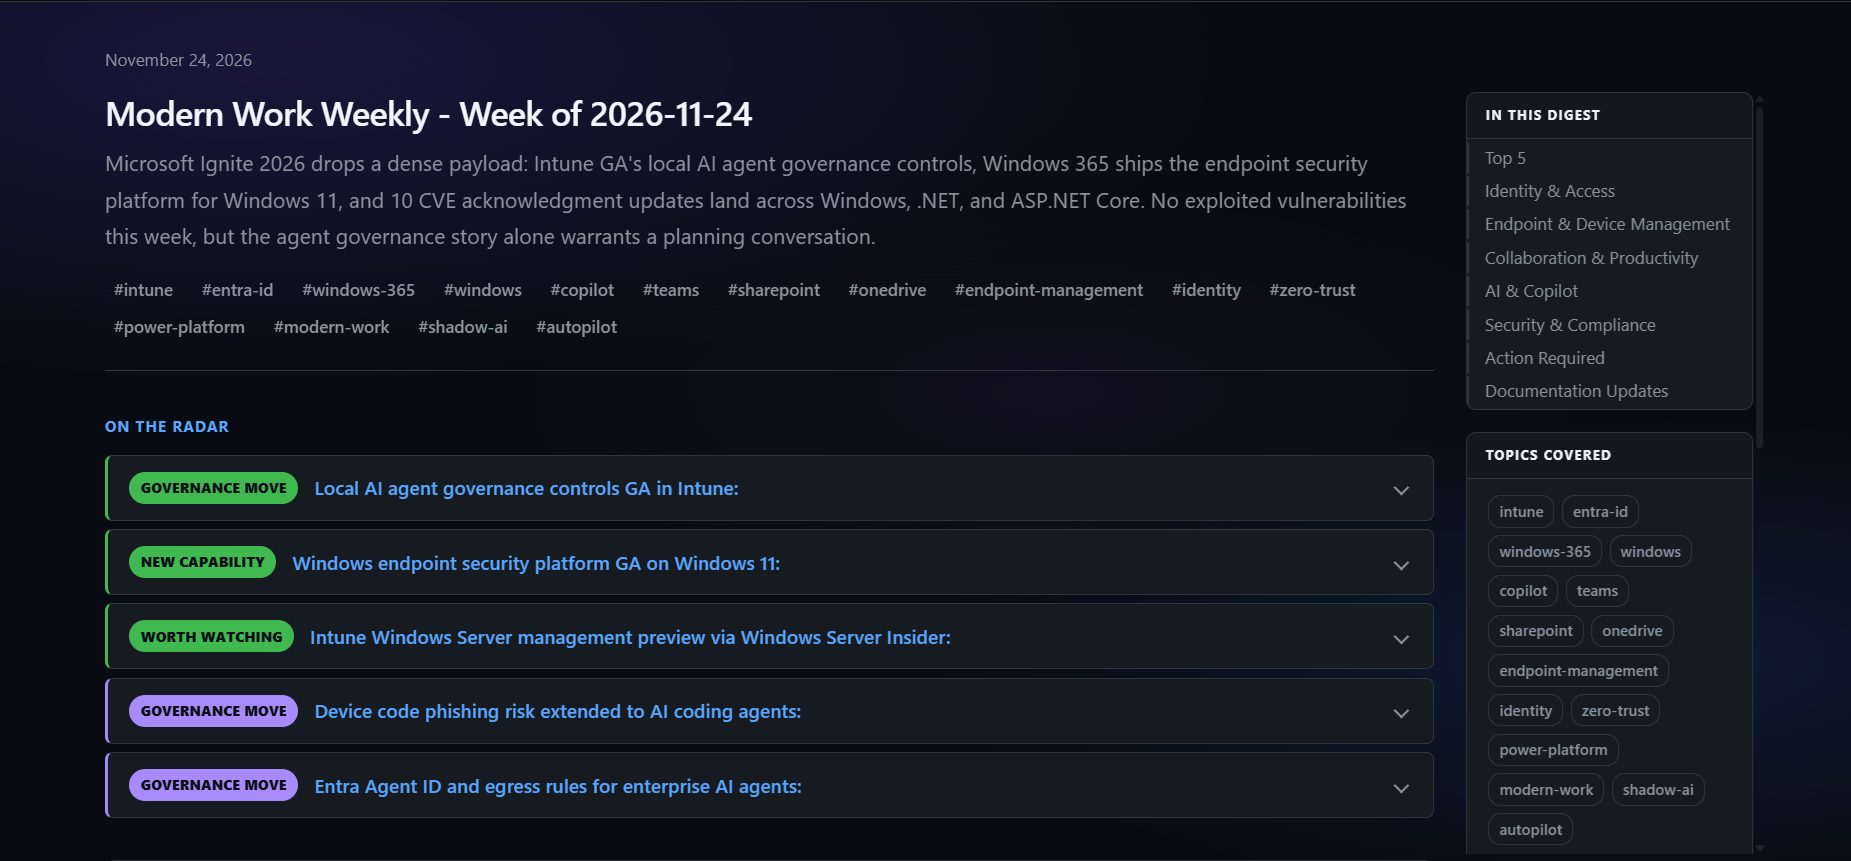 November 24, 2026
Modern Work Weekly - Week of 2026-11-24
Microsoft Ignite 2026 drops a dense payload: Intune GA's local AI agent governance controls, Windows 365 ships the endpoint security
platform for Windows 11, and 10 CVE acknowledgment updates land across Windows, .NET, and ASP.NET Core. No exploited vulnerabilities
this week, but the agent governance story alone warrants a planning conversation.
#intune #entra-id #windows-365 #windows #copilot #teams #sharepoint #onedrive #endpoint-management #identity #zero-trust
#power-platform #modern-work #shadow-ai #autopilot
ON THE RADAR
GOVERNANCE MOVE Local AI agent governance controls GA in Intune:
NEW CAPABILITY Windows endpoint security platform GA on Windows 11:
WORTH WATCHING Intune Windows Server management preview via Windows Server Insider:
GOVERNANCE MOVE Device code phishing risk extended to AI coding agents:
GOVERNANCE MOVE Entra Agent ID and egress rules for enterprise AI agents:
IN THIS DIGEST
Top 5
Identity & Access
Endpoint & Device Management
Collaboration & Productivity
AI & Copilot
Security & Compliance
Action Required
Documentation Updates
TOPICS COVERED
intune entra-id
windows-365 windows
copilot teams
sharepoint onedrive
endpoint-management
identity zero-trust
power-platform
modern-work shadow-ai
autopilot